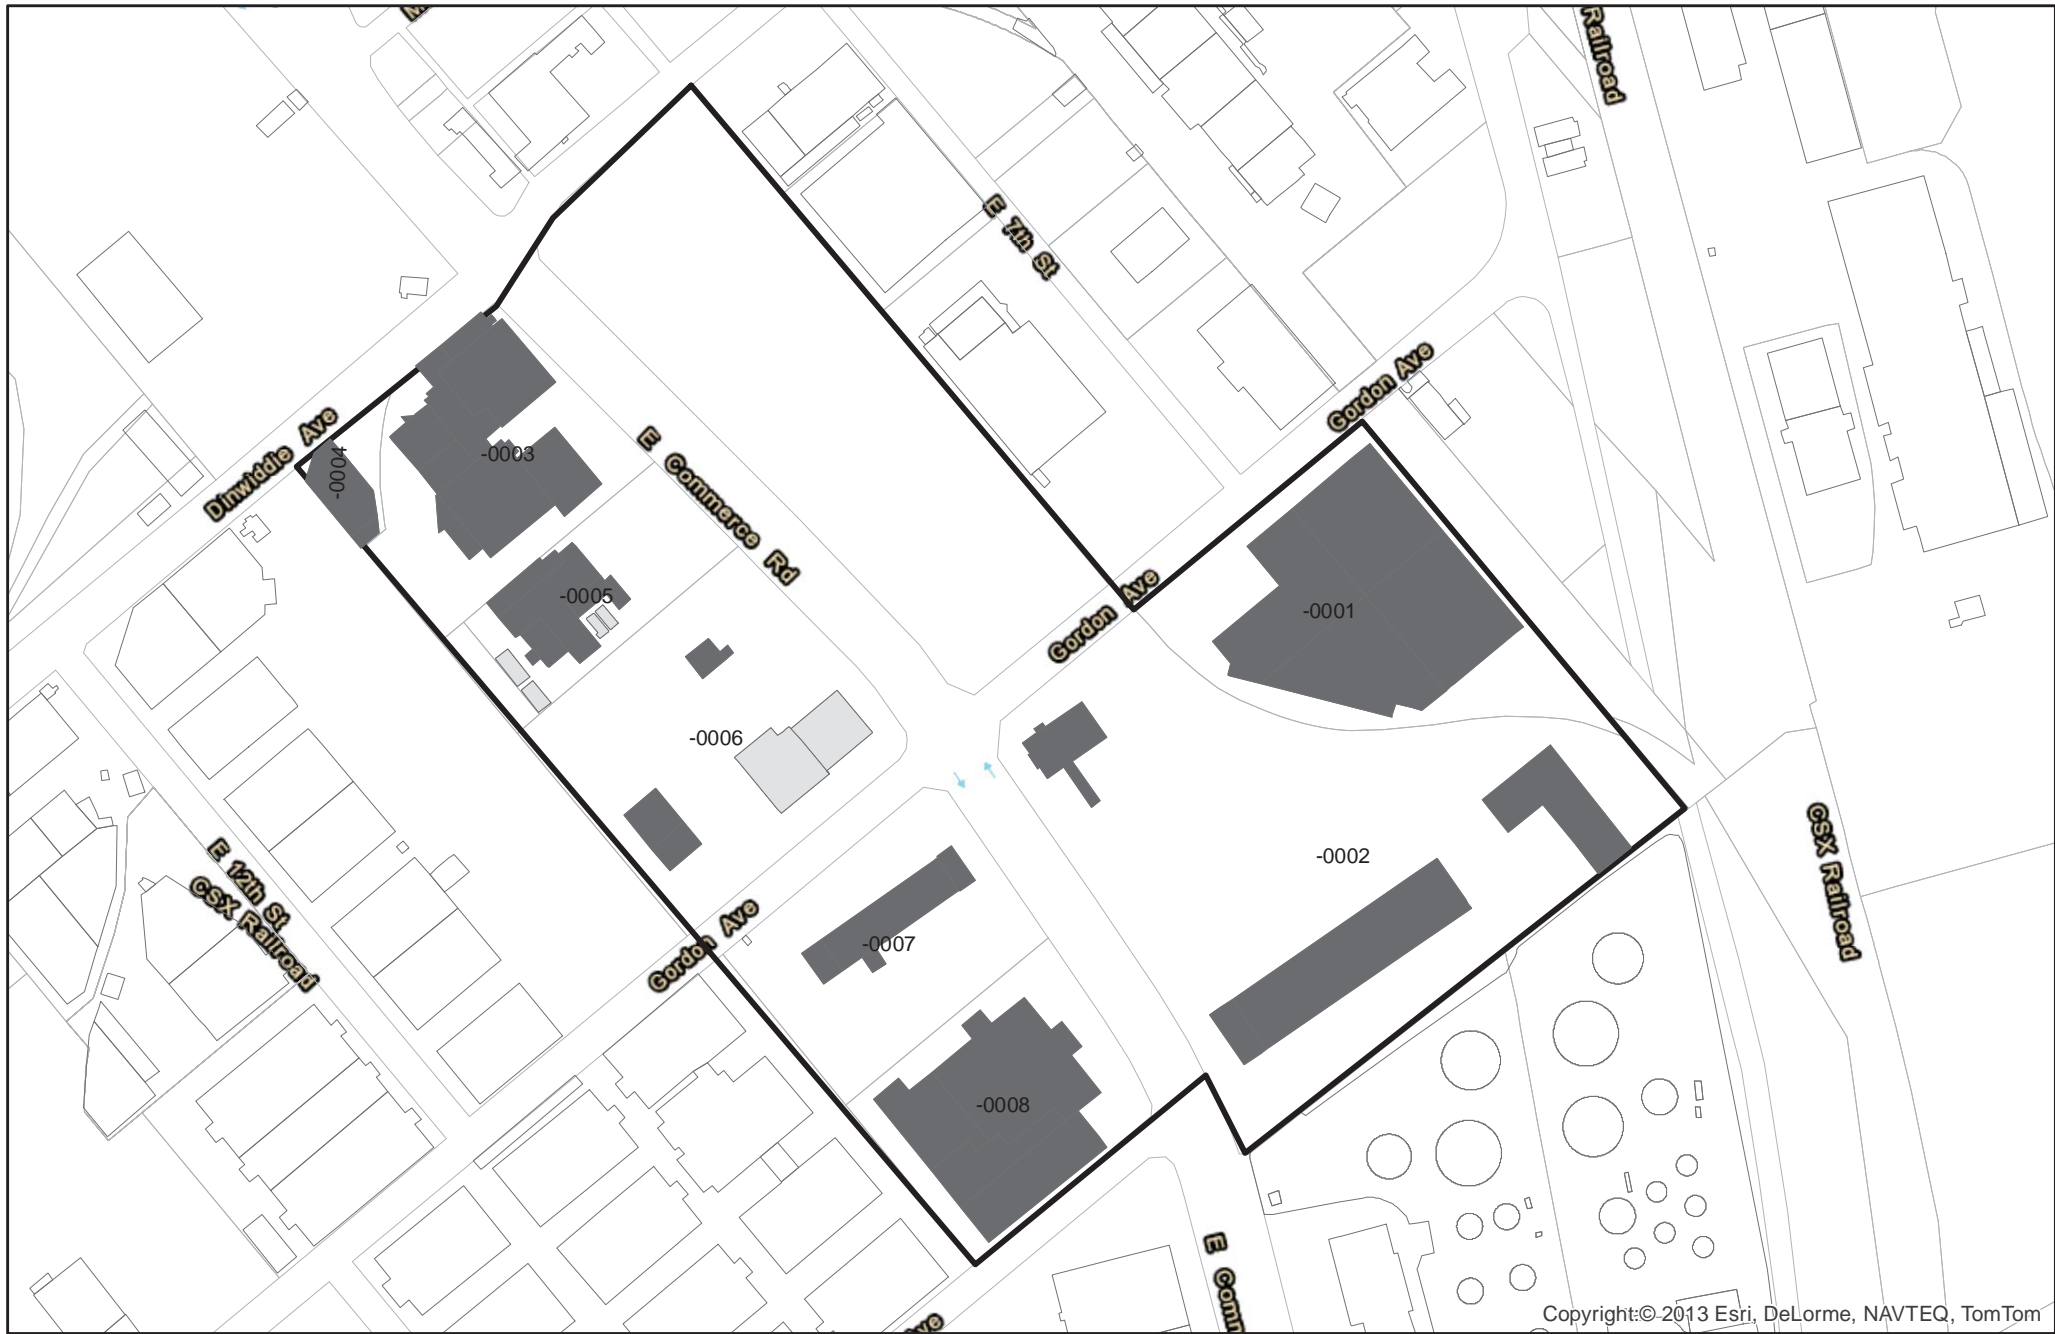 Railroad
E 7th St
Gordon Ave
Dinwiddie Ave
-0004
-0003
E Commerce Rd
-0005
Gordon Ave
-0001
-0006
-0002
E 12th St
CSX Railroad
CSX Railroad
Gordon Ave
-0007
-0008
E Comm
Copyright:© 2013 Esri, DeLorme, NAVTEQ, TomTom